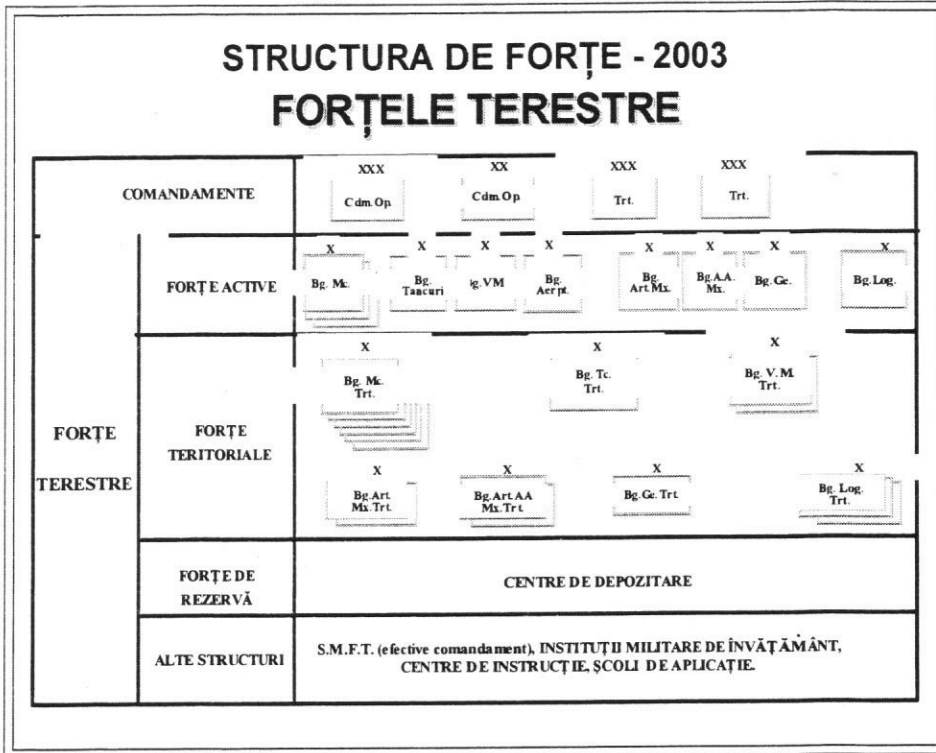 STRUCTURA DE FORȚE - 2003
FORȚELE TERESTRE
COMANDAMENTE
XXX
XX
XXX
XXX
Cdm. Op.
Cdm. Op.
Trt.
Trt.
FORȚE ACTIVE
X
X
X
X
X
X
X
X
Bg. Mc.
Bg.
Tancuri
ig. VM
Bg.
Aerpt.
Bg.
Art. Mx.
Bg. A.A.
Mx.
Bg. Ge.
Bg. Log.
FORȚE
TERESTRE
FORȚE
TERITORIALE
X
X
X
Bg. Mc.
Trt.
Bg. Tc.
Trt.
Bg. V. M.
Trt.
X
X
X
X
Bg. Art.
Mx. Trt.
Bg. Art. AA
Mx. Trt.
Bg. Ge. Trt.
Bg. Log.
Trt.
FORȚE DE
REZERVĂ
CENTRE DE DEPOZITARE
ALTE STRUCTURI
S.M.F.T. (efective comandament), INSTITUȚII MILITARE DE ÎNVĂȚĂMÂNT,
CENTRE DE INSTRUCȚIE, ȘCOLI DE APLICAȚIE.